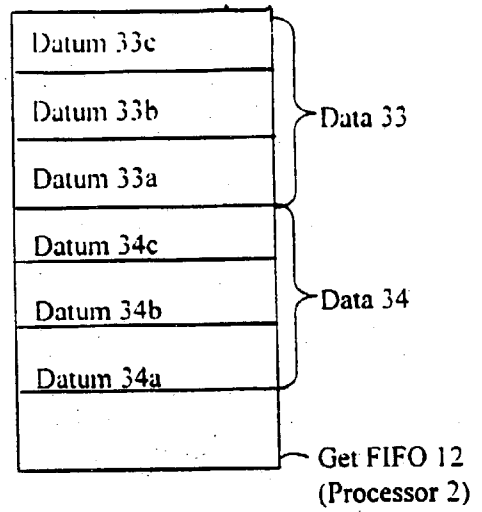 Datum 33c
Datum 33b
Data 33
Datum 33a
Datum 34c
Datum 34b
Data 34
Datum 34a
Get FIFO 12
(Processor 2)